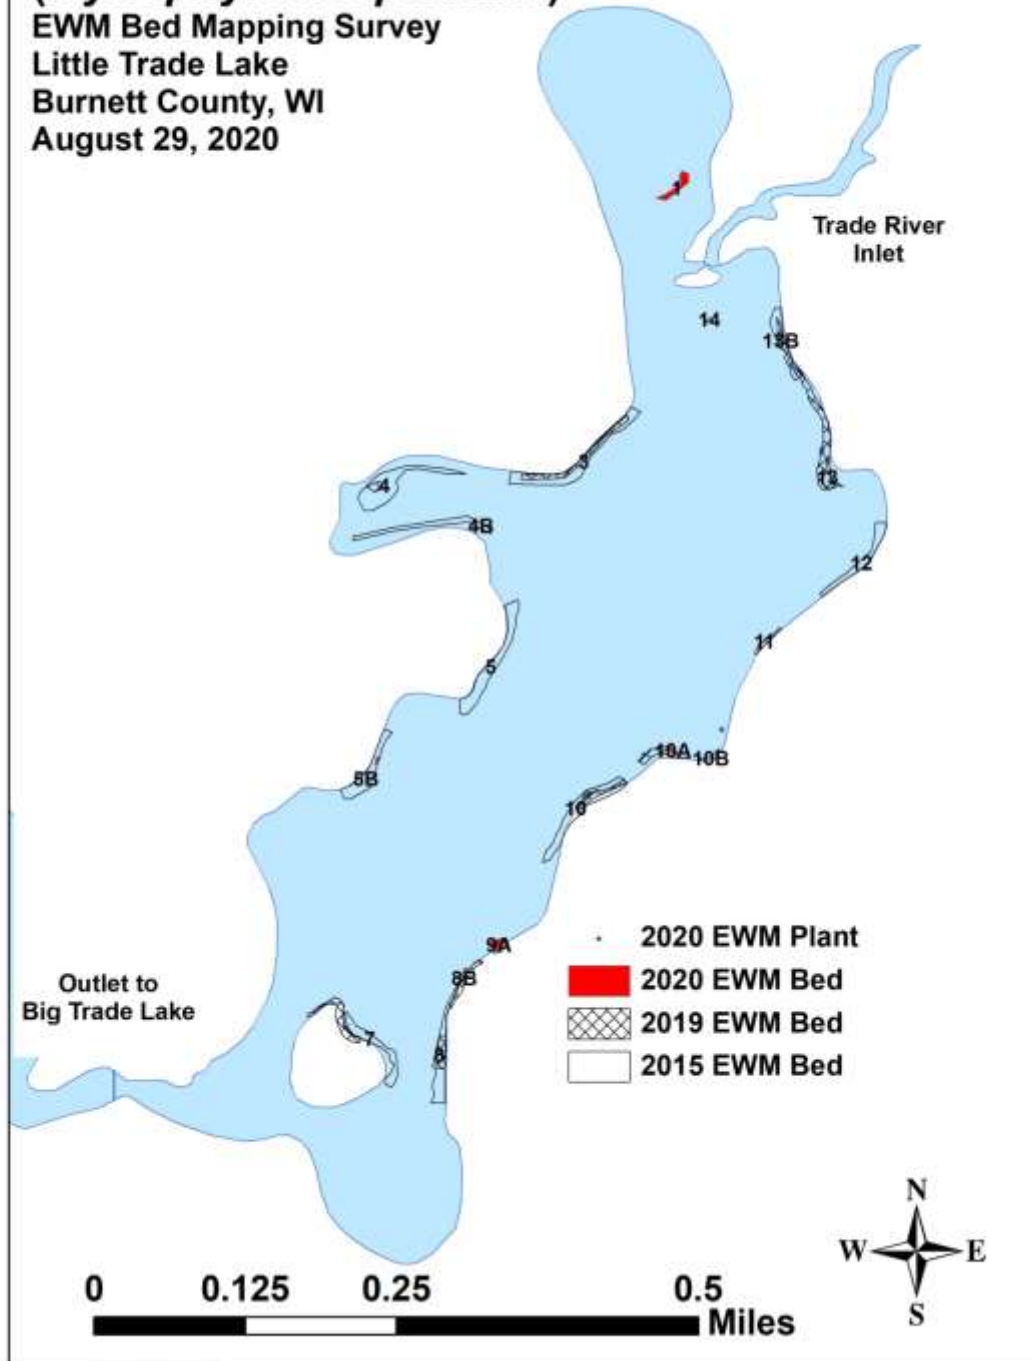 EWM Bed Mapping Survey
Little Trade Lake
Burnett County, WI
August 29, 2020
1
Trade River
Inlet
14
13B
3
4
13
4B
12
11
5
10A
10B
5B
10
2020 EWM Plant
9A
2020 EWM Bed
8B
Outlet to
Big Trade Lake
2019 EWM Bed
7
8
2015 EWM Bed
N
W
E
S
0 0.125 0.25 0.5
Miles